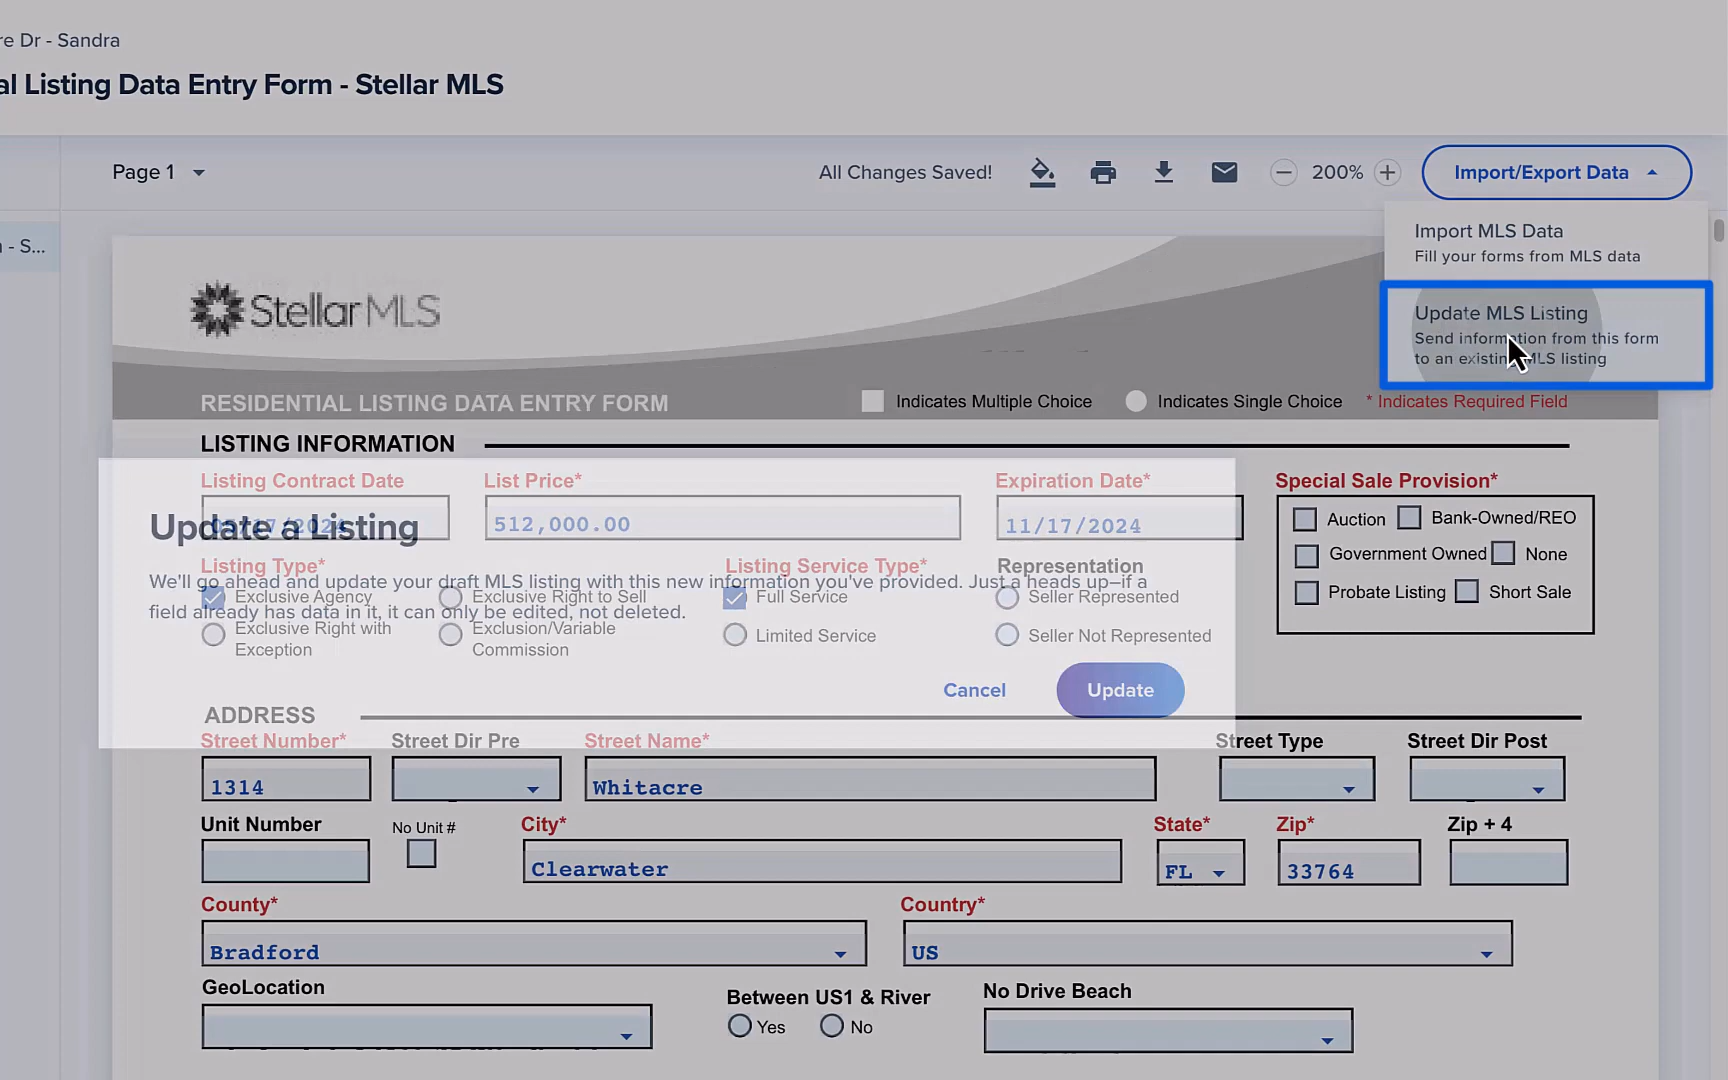 re Dr - Sandra
al Listing Data Entry Form - Stellar MLS
Page 1
All Changes Saved!
200%
Import/Export Data
Import MLS Data
Fill your forms from MLS data
- S...
Update MLS Listing
Send information from this form
to an existing MLS listing
StellarMLS
RESIDENTIAL LISTING DATA ENTRY FORM
Indicates Multiple Choice
Indicates Single Choice
* Indicates Required Field
LISTING INFORMATION
Listing Contract Date
List Price*
Expiration Date*
Special Sale Provision*
/17/2024
512,000.00
11/17/2024
Auction
Bank-Owned/REO
Update a Listing
Government Owned
None
Probate Listing
Short Sale
Listing Type*
Listing Service Type*
Representation
We'll go ahead and update your draft MLS listing with this new information you've provided. Just a heads up–if a
field already has data in it, it can only be edited, not deleted.
Exclusive Agency
Exclusive Right to Sell
Full Service
Seller Represented
Exclusive Right with
Exception
Exclusion/Variable
Commission
Limited Service
Seller Not Represented
Cancel
Update
ADDRESS
Street Number*
Street Dir Pre
Street Name*
Street Type
Street Dir Post
1314
Whitacre
Unit Number
No Unit #
City*
State*
Zip*
Zip + 4
Clearwater
FL
33764
County*
Country*
Bradford
US
GeoLocation
Between US1 & River
No Drive Beach
Yes
No